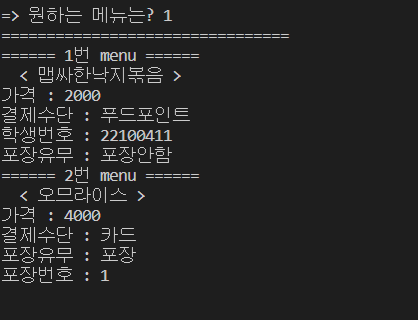 => 원하는 메뉴는? 1
================================
====== 1번 menu ======
< 맵싸한낙지볶음 >
가격 : 2000
결제수단 : 푸드포인트
학생번호 : 22100411
포장유무 : 포장안함
====== 2번 menu ======
< 오므라이스 >
가격 : 4000
결제수단 : 카드
포장유무 : 포장
포장번호 : 1